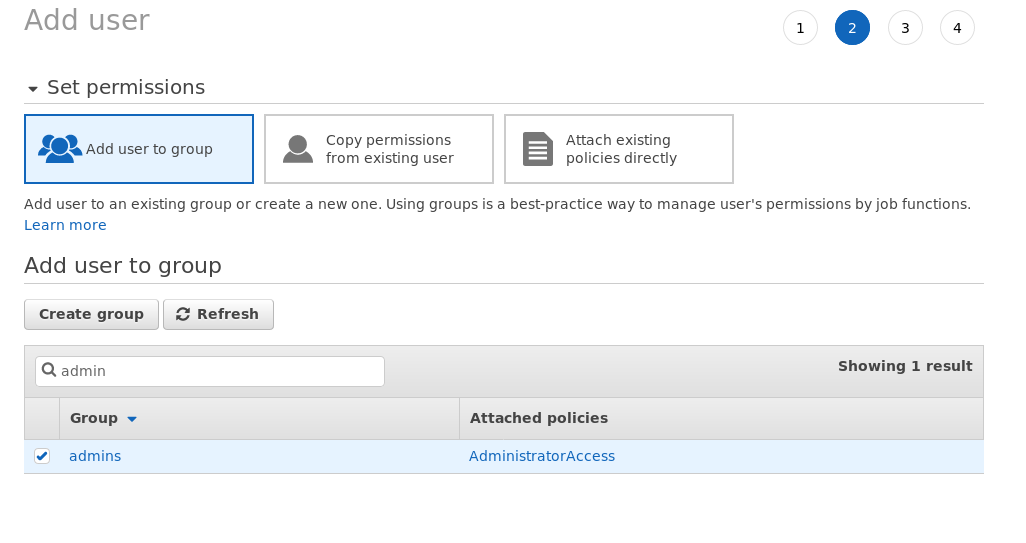 Add user
1 2 3 4
Set permissions
Add user to group
Copy permissions
from existing user
Attach existing
policies directly
Add user to an existing group or create a new one. Using groups is a best-practice way to manage user's permissions by job functions.
Learn more
Add user to group
Create group Refresh
admin Showing 1 result
Group Attached policies
admins AdministratorAccess